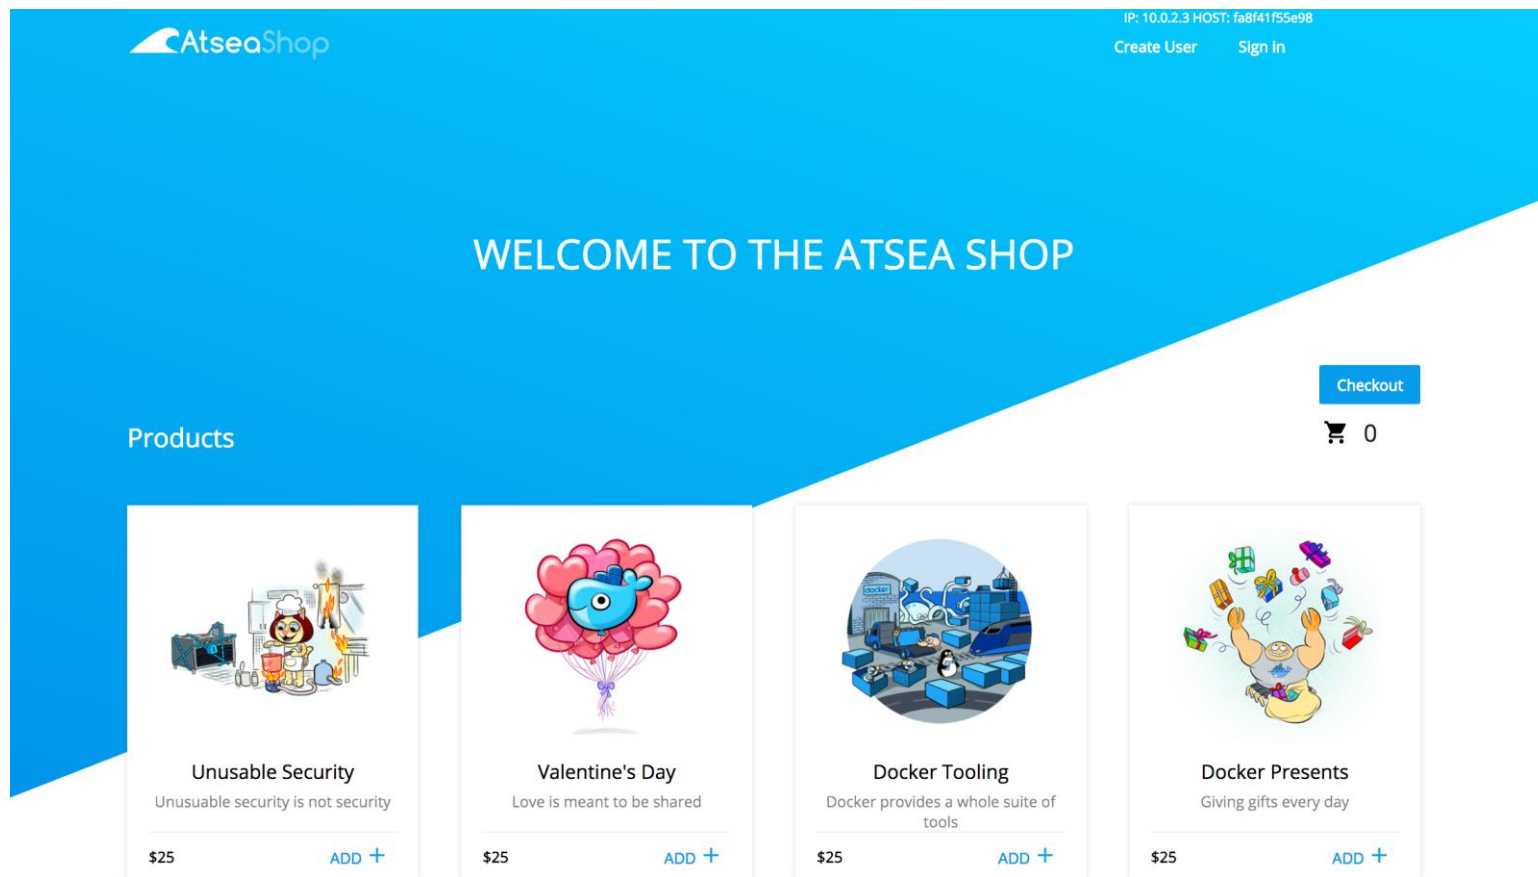 IP: 10.0.2.3 HOST: fa8f41f55e98
AtseaShop
Create User
Sign in
WELCOME TO THE ATSEA SHOP
Checkout
Products
0
docker
Unusable Security
Unusuable security is not security
$25
ADD +
Valentine's Day
Love is meant to be shared
$25
ADD +
Docker Tooling
Docker provides a whole suite of
tools
$25
ADD +
Docker Presents
Giving gifts every day
$25
ADD +